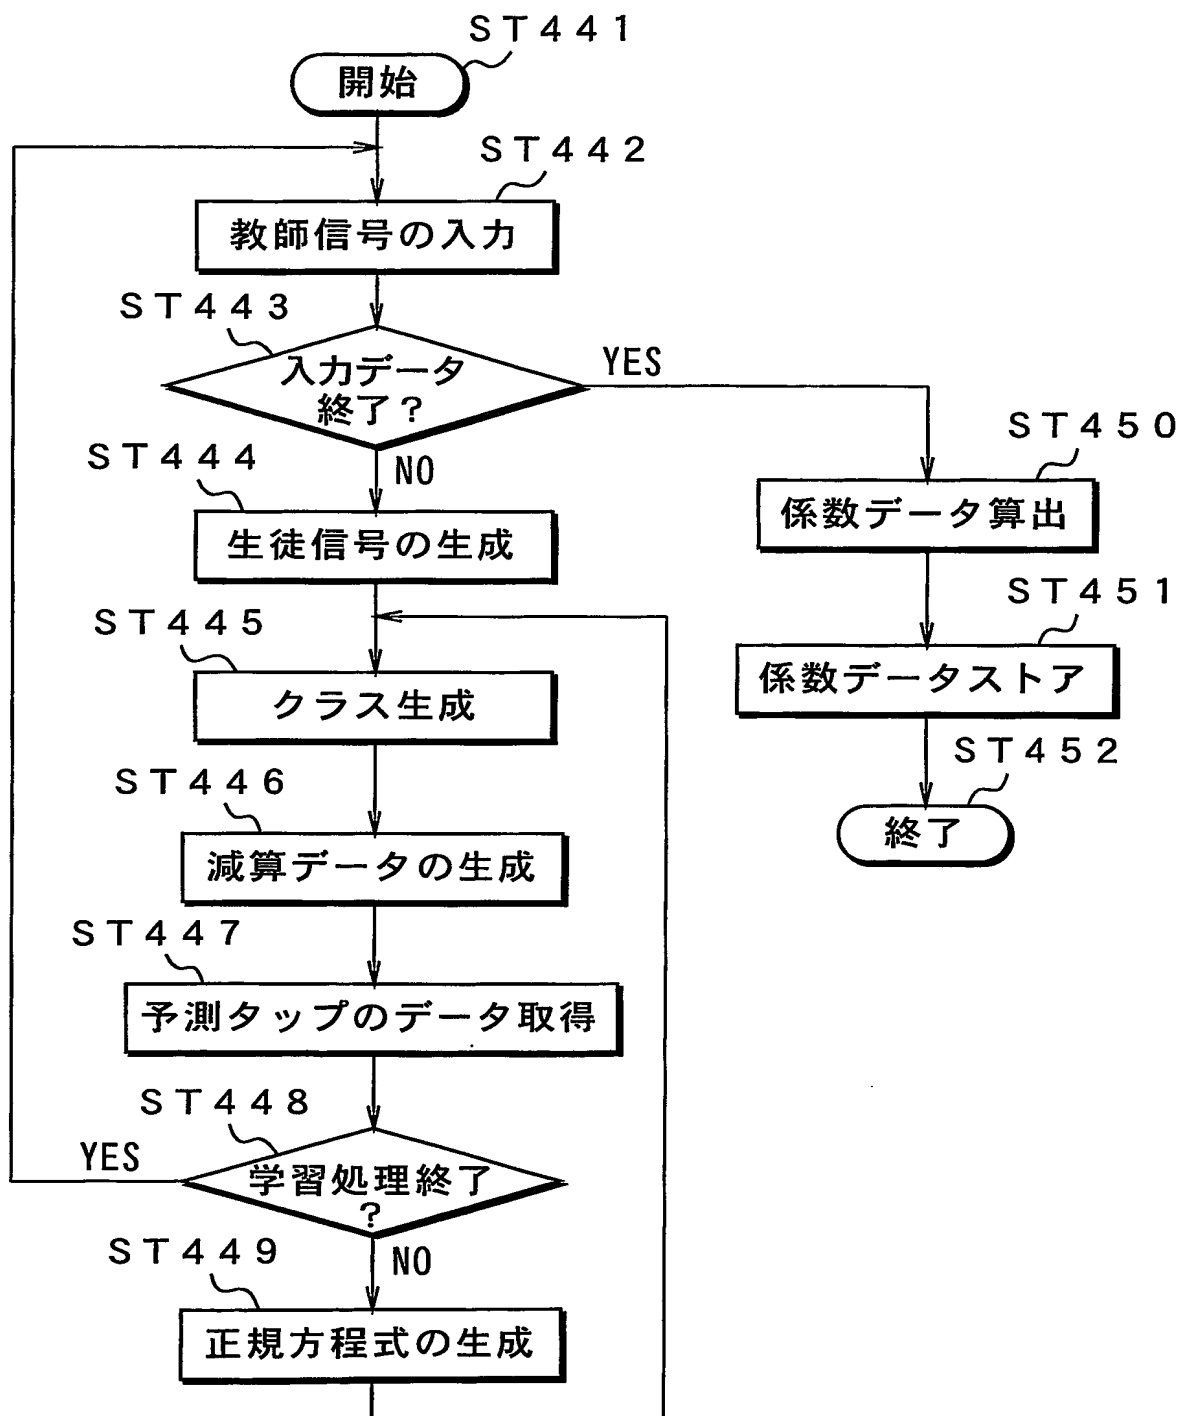 ST441
開始
ST442
教師信号の入力
ST443
入力データ
終了?
YES
NO
ST444
生徒信号の生成
ST445
クラス生成
ST446
減算データの生成
ST447
予測タップのデータ取得
ST448
YES
学習処理終了
?
NO
ST449
正規方程式の生成
ST450
係数データ算出
ST451
係数データストア
ST452
終了